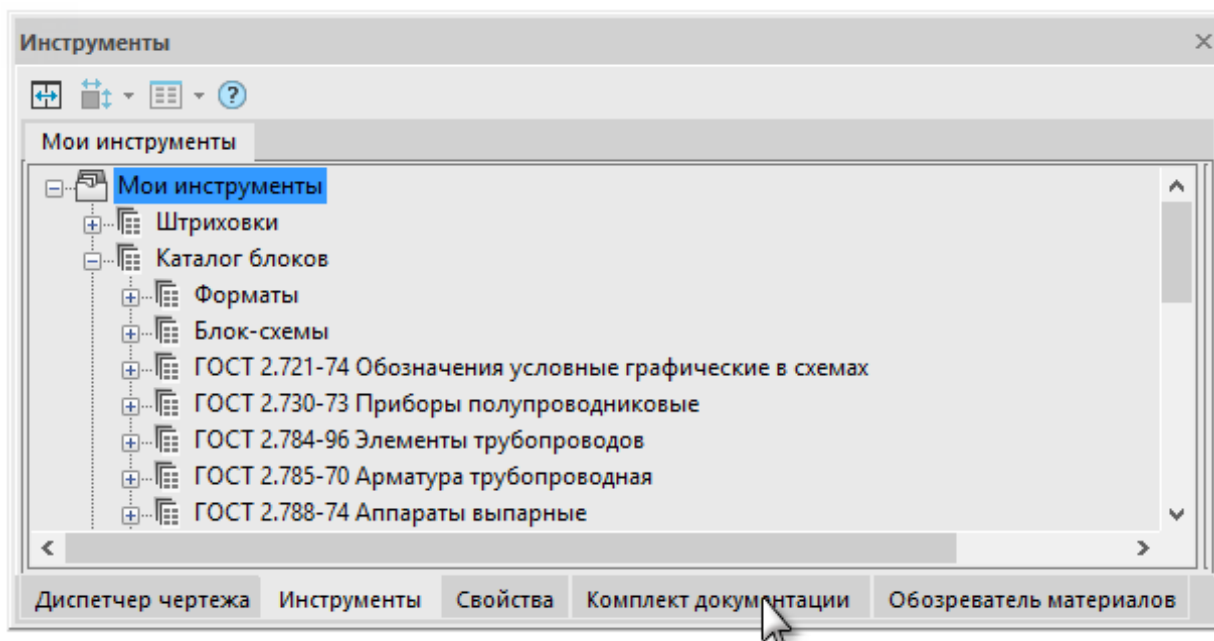 Инструменты
Мои инструменты
Мои инструменты
Штриховки
Каталог блоков
Форматы
Блок-схемы
ГОСТ 2.721-74 Обозначения условные графические в схемах
ГОСТ 2.730-73 Приборы полупроводниковые
ГОСТ 2.784-96 Элементы трубопроводов
ГОСТ 2.785-70 Арматура трубопроводная
ГОСТ 2.788-74 Аппараты выпарные
Диспетчер чертежа Инструменты Свойства Комплект документации Обозреватель материалов